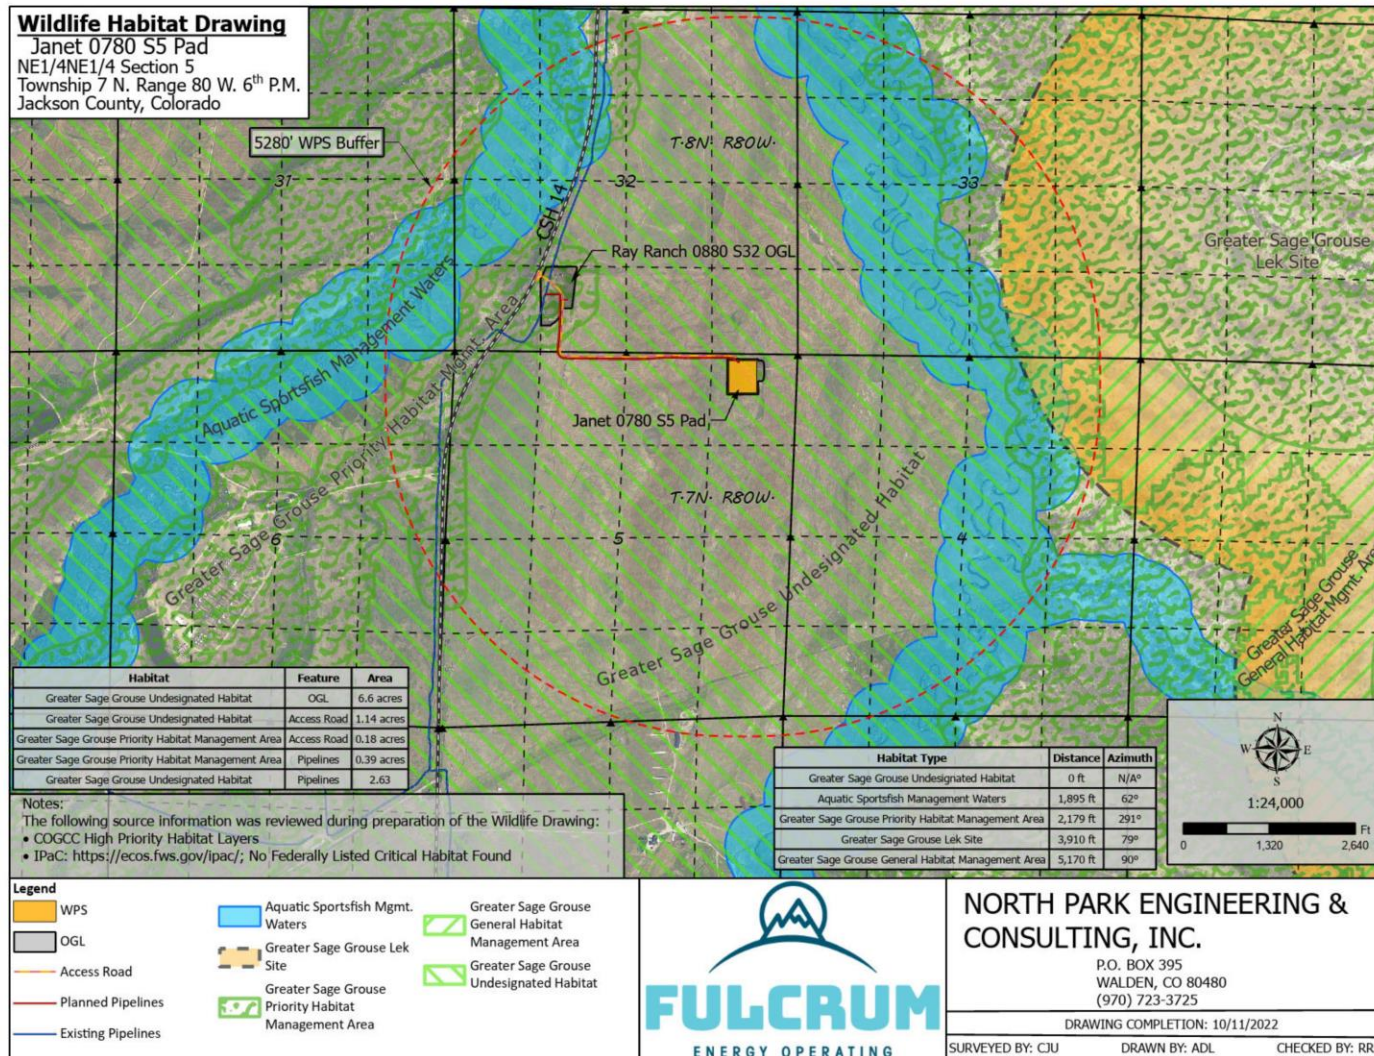 Wildlife Habitat Drawing
Janet 0780 S5 Pad
NE1/4NE1/4 Section 5
Township 7 N. Range 80 W. 6th P.M.
Jackson County, Colorado
5280' WPS Buffer
31
32
33
T.8N. R80W.
CSH 14
Ray Ranch 0880 S32 OGL
Greater Sage Grouse
Lek Site
Aquatic Sportsfish Management Waters
Greater Sage Grouse Priority Habitat Mgmt. Area
Janet 0780 S5 Pad
T.7N. R80W.
6
5
4
Greater Sage Grouse Undesignated Habitat
Greater Sage Grouse
General Habitat Mgmt. Are
Habitat Feature Area
Greater Sage Grouse Undesignated Habitat OGL 6.6 acres
Greater Sage Grouse Undesignated Habitat Access Road 1.14 acres
Greater Sage Grouse Priority Habitat Management Area Access Road 0.18 acres
Greater Sage Grouse Priority Habitat Management Area Pipelines 0.39 acres
Greater Sage Grouse Undesignated Habitat Pipelines 2.63
Notes:
The following source information was reviewed during preparation of the Wildlife Drawing:
• COGCC High Priority Habitat Layers
• IPaC: https://ecos.fws.gov/ipac/; No Federally Listed Critical Habitat Found
Habitat Type Distance Azimuth
Greater Sage Grouse Undesignated Habitat 0 ft N/A°
Aquatic Sportsfish Management Waters 1,895 ft 62°
Greater Sage Grouse Priority Habitat Management Area 2,179 ft 291°
Greater Sage Grouse Lek Site 3,910 ft 79°
Greater Sage Grouse General Habitat Management Area 5,170 ft 90°
N
W E
S
1:24,000
Ft
0 1,320 2,640
Legend
WPS
OGL
Access Road
Planned Pipelines
Existing Pipelines
Aquatic Sportsfish Mgmt.
Waters
Greater Sage Grouse Lek
Site
Greater Sage Grouse
Priority Habitat
Management Area
Greater Sage Grouse
General Habitat
Management Area
Greater Sage Grouse
Undesignated Habitat
FULCRUM
ENERGY OPERATING
NORTH PARK ENGINEERING &
CONSULTING, INC.
P.O. BOX 395
WALDEN, CO 80480
(970) 723-3725
DRAWING COMPLETION: 10/11/2022
SURVEYED BY: CJU DRAWN BY: ADL CHECKED BY: RR